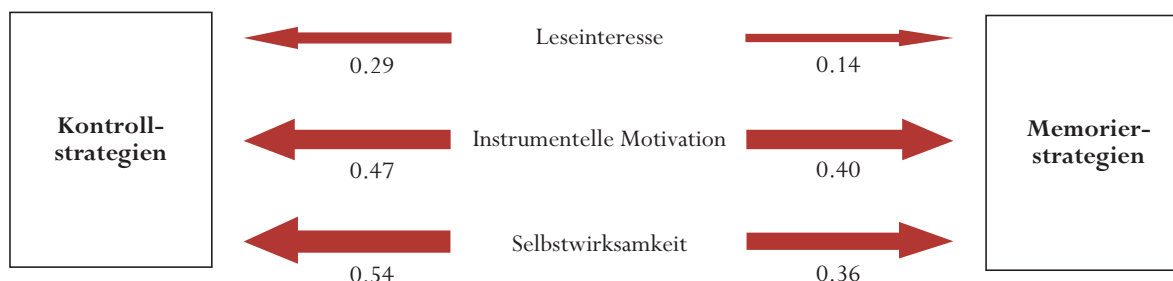 Leseinteresse
0.29
0.14
Kontroll-
strategien
Instrumentelle Motivation
0.47
0.40
Memorier-
strategien
Selbstwirksamkeit
0.54
0.36